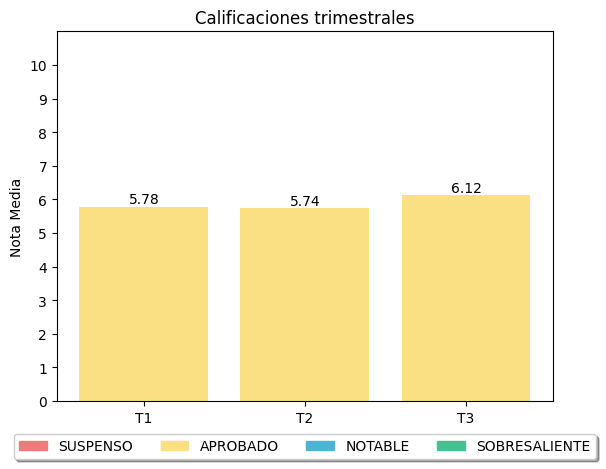 Calificaciones trimestrales
Nota Media
10
9
8
7
6
5
4
3
2
1
0
5.78
5.74
6.12
T1
T2
T3
SUSPENSO
APROBADO
NOTABLE
SOBRESALIENTE